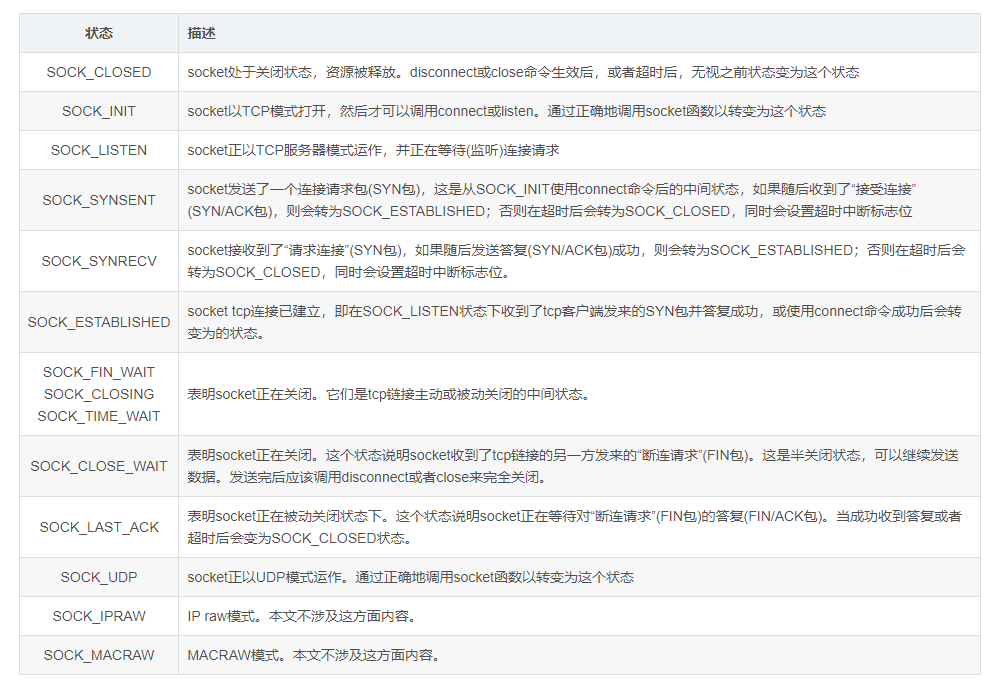 状态 描述
SOCK_CLOSED socket处于关闭状态，资源被释放。disconnect或close命令生效后，或者超时后，无视之前状态变为这个状态
SOCK_INIT socket以TCP模式打开，然后才可以调用connect或listen。通过正确地调用socket函数以转变为这个状态
SOCK_LISTEN socket正以TCP服务器模式运作，并正在等待(监听)连接请求
SOCK_SYNSENT socket发送了一个连接请求包(SYN包)，这是从SOCK_INIT使用connect命令后的中间状态，如果随后收到了“接受连接”
(SYN/ACK包)，则会转为SOCK_ESTABLISHED；否则在超时后会转为SOCK_CLOSED，同时会设置超时中断标志位
SOCK_SYNRECV socket接收到了“请求连接”(SYN包)，如果随后发送答复(SYN/ACK包)成功，则会转为SOCK_ESTABLISHED；否则在超时后会
转为SOCK_CLOSED，同时会设置超时中断标志位。
SOCK_ESTABLISHED socket tcp连接已建立，即在SOCK_LISTEN状态下收到了tcp客户端发来的SYN包并答复成功，或使用connect命令成功后会转
变为的状态。
SOCK_FIN_WAIT
SOCK_CLOSING 表明socket正在关闭。它们是tcp链接主动或被动关闭的中间状态。
SOCK_TIME_WAIT
SOCK_CLOSE_WAIT 表明socket正在关闭。这个状态说明socket收到了tcp链接的另一方发来的“断连请求”(FIN包)。这是半关闭状态，可以继续发送
数据。发送完后应该调用disconnect或者close来完全关闭。
SOCK_LAST_ACK 表明socket正在被动关闭状态下。这个状态说明socket正在等待对“断连请求”(FIN包)的答复(FIN/ACK包)。当成功收到答复或者
超时后会变为SOCK_CLOSED状态。
SOCK_UDP socket正以UDP模式运作。通过正确地调用socket函数以转变为这个状态
SOCK_IPRAW IP raw模式。本文不涉及这方面内容。
SOCK_MACRAW MACRAW模式。本文不涉及这方面内容。